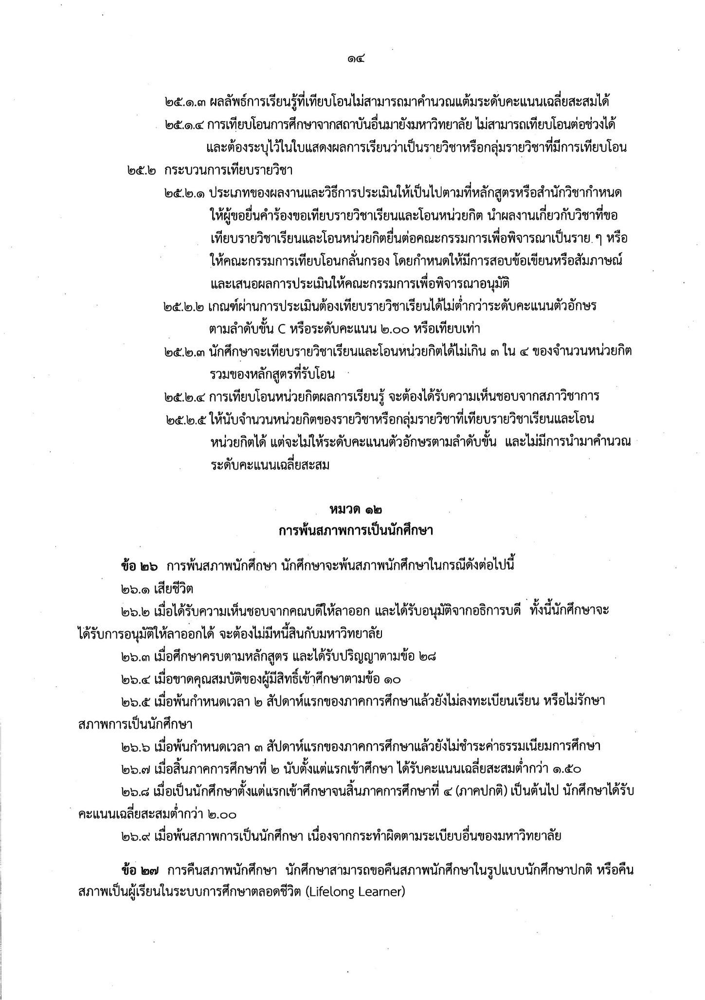 ๑๔
๒๕.๑.๓ ผลลัพธ์การเรียนรู้ที่เทียบโอนไม่สามารถมาคำนวณแต้มระดับคะแนนเฉลี่ยสะสมได้
๒๕.๑.๔ การเทียบโอนการศึกษาจากสถาบันอื่นมายังมหาวิทยาลัย ไม่สามารถเทียบโอนต่อช่วงได้
และต้องระบุไว้ในใบแสดงผลการเรียนว่าเป็นรายวิชาหรือกลุ่มรายวิชาที่มีการเทียบโอน
๒๕.๒ กระบวนการเทียบรายวิชา
๒๕.๒.๑ ประเภทของผลงานและวิธีการประเมินให้เป็นไปตามที่หลักสูตรหรือสำนักวิชากำหนด
ให้ผู้ขอยื่นคำร้องขอเทียบรายวิชาเรียนและโอนหน่วยกิต นำผลงานเกี่ยวกับวิชาที่ขอ
เทียบรายวิชาเรียนและโอนหน่วยกิตยื่นต่อคณะกรรมการเพื่อพิจารณาเป็นราย ๆ หรือ
ให้คณะกรรมการเทียบโอนกลั่นกรอง โดยกำหนดให้มีการสอบข้อเขียนหรือสัมภาษณ์
และเสนอผลการประเมินให้คณะกรรมการเพื่อพิจารณาอนุมัติ
๒๕.๒.๒ เกณฑ์ผ่านการประเมินต้องเทียบรายวิชาเรียนได้ไม่ต่ำกว่าระดับคะแนนตัวอักษร
ตามลำดับขั้น C หรือระดับคะแนน ๒.๐๐ หรือเทียบเท่า
๒๕.๒.๓ นักศึกษาจะเทียบรายวิชาเรียนและโอนหน่วยกิตได้ไม่เกิน ๓ ใน ๔ ของจำนวนหน่วยกิต
รวมของหลักสูตรที่รับโอน
๒๕.๒.๔ การเทียบโอนหน่วยกิตผลการเรียนรู้ จะต้องได้รับความเห็นชอบจากสภาวิชาการ
๒๕.๒.๕ ให้นับจำนวนหน่วยกิตของรายวิชาหรือกลุ่มรายวิชาที่เทียบรายวิชาเรียนและโอน
หน่วยกิตได้ แต่จะไม่ให้ระดับคะแนนตัวอักษรตามลำดับขั้น และไม่มีการนำมาคำนวณ
ระดับคะแนนเฉลี่ยสะสม
หมวด ๑๒
การพ้นสภาพการเป็นนักศึกษา
ข้อ ๒๖ การพ้นสภาพนักศึกษา นักศึกษาจะพ้นสภาพนักศึกษาในกรณีดังต่อไปนี้
๒๖.๑ เสียชีวิต
๒๖.๒ เมื่อได้รับความเห็นชอบจากคณบดีให้ลาออก และได้รับอนุมัติจากอธิการบดี ทั้งนี้นักศึกษาจะ
ได้รับการอนุมัติให้ลาออกได้ จะต้องไม่มีหนี้สินกับมหาวิทยาลัย
๒๖.๓ เมื่อศึกษาครบตามหลักสูตร และได้รับปริญญาตามข้อ ๒๘
๒๖.๔ เมื่อขาดคุณสมบัติของผู้มีสิทธิ์เข้าศึกษาตามข้อ ๑๐
๒๖.๕ เมื่อพ้นกำหนดเวลา ๒ สัปดาห์แรกของภาคการศึกษาแล้วยังไม่ลงทะเบียนเรียน หรือไม่รักษา
สภาพการเป็นนักศึกษา
๒๖.๖ เมื่อพ้นกำหนดเวลา ๓ สัปดาห์แรกของภาคการศึกษาแล้วยังไม่ชำระค่าธรรมเนียมการศึกษา
๒๖.๗ เมื่อสิ้นภาคการศึกษาที่ ๒ นับตั้งแต่แรกเข้าศึกษา ได้รับคะแนนเฉลี่ยสะสมต่ำกว่า ๑.๕๐
๒๖.๘ เมื่อเป็นนักศึกษาตั้งแต่แรกเข้าศึกษาจนสิ้นภาคการศึกษาที่ ๔ (ภาคปกติ) เป็นต้นไป นักศึกษาได้รับ
คะแนนเฉลี่ยสะสมต่ำกว่า ๒.๐๐
๒๖.๙ เมื่อพ้นสภาพการเป็นนักศึกษา เนื่องจากกระทำผิดตามระเบียบอื่นของมหาวิทยาลัย
ข้อ ๒๗ การคืนสภาพนักศึกษา นักศึกษาสามารถขอคืนสภาพนักศึกษาในรูปแบบนักศึกษาปกติ หรือคืน
สภาพเป็นผู้เรียนในระบบการศึกษาตลอดชีวิต (Lifelong Learner)